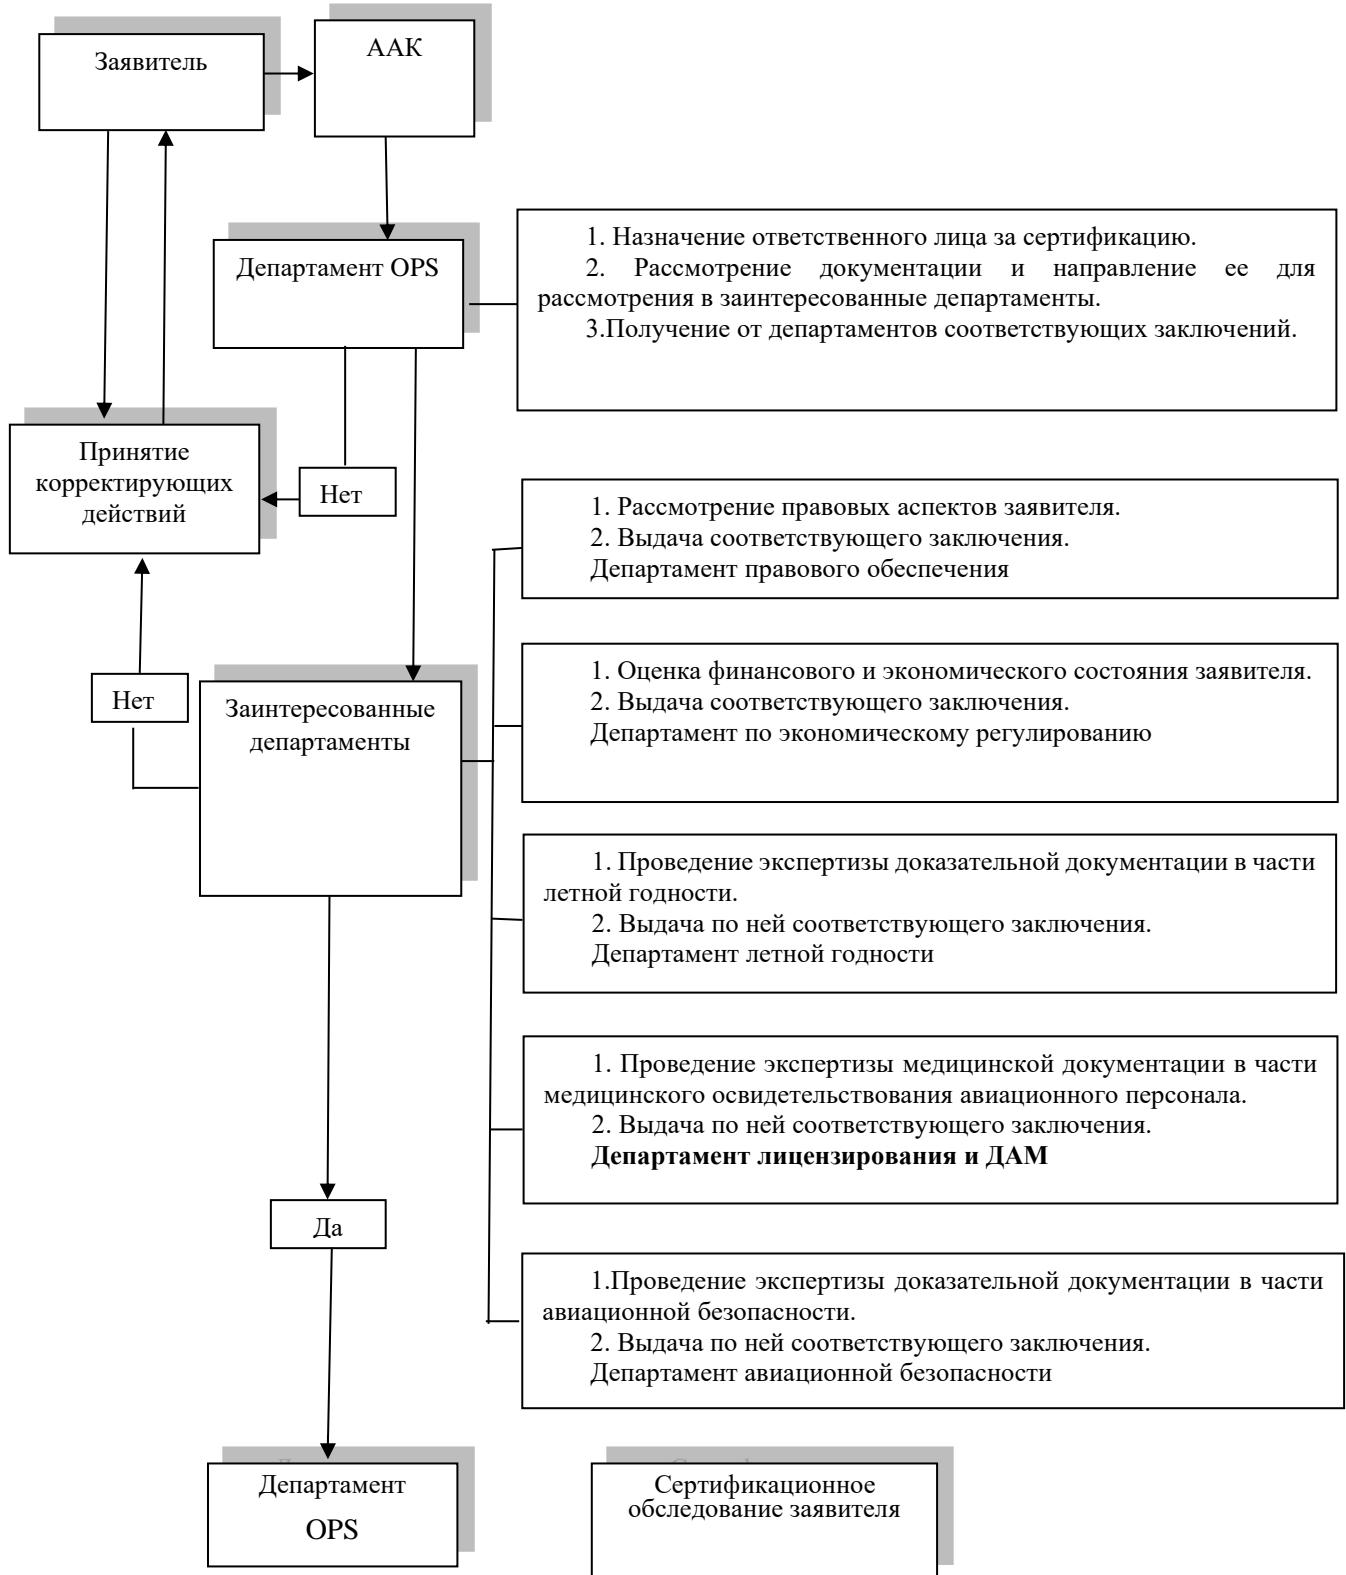 Заявитель
ААК
Департамент OPS
1. Назначение ответственного лица за сертификацию.
2. Рассмотрение документации и направление ее для
рассмотрения в заинтересованные департаменты.
3.Получение от департаментов соответствующих заключений.
Принятие
корректирующих
действий
Нет
1. Рассмотрение правовых аспектов заявителя.
2. Выдача соответствующего заключения.
Департамент правового обеспечения
Нет
Заинтересованные
департаменты
1. Оценка финансового и экономического состояния заявителя.
2. Выдача соответствующего заключения.
Департамент по экономическому регулированию
1. Проведение экспертизы доказательной документации в части
летной годности.
2. Выдача по ней соответствующего заключения.
Департамент летной годности
1. Проведение экспертизы медицинской документации в части
медицинского освидетельствования авиационного персонала.
2. Выдача по ней соответствующего заключения.
Департамент лицензирования и ДАМ
Да
1.Проведение экспертизы доказательной документации в части
авиационной безопасности.
2. Выдача по ней соответствующего заключения.
Департамент авиационной безопасности
Департамент
OPS
Сертификационное
обследование заявителя